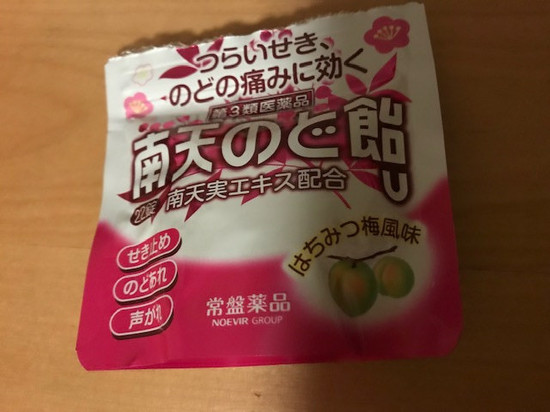 つらいせき、
のどの痛みに効く
第3類医薬品
南天のど飴U
22錠
南天実エキス配合
はちみつ梅風味
せき止め
のどあれ
声がれ
常盤薬品
NOEVIR GROUP